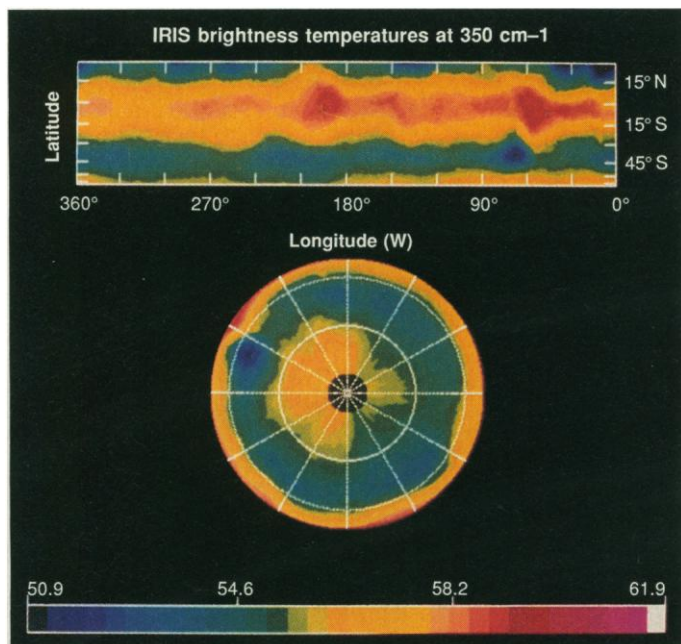 IRIS brightness temperatures at 350 cm–1
Latitude
15° N
15° S
45° S
360° 270° 180° 90° 0°
Longitude (W)
50.9 54.6 58.2 61.9